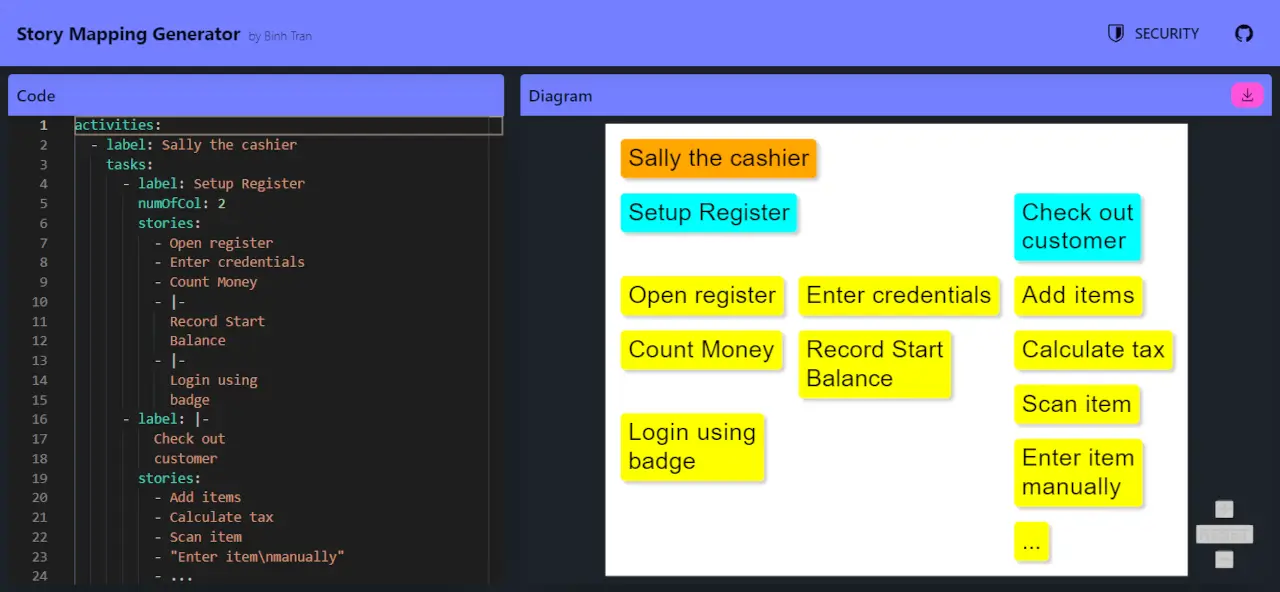 Story Mapping Generator by Binh Tran
SECURITY
Code
1 activities:
2 - label: Sally the cashier
3 tasks:
4 - label: Setup Register
5 numOfCol: 2
6 stories:
7 - Open register
8 - Enter credentials
9 - Count Money
10 - |-
11 Record Start
12 Balance
13 - |-
14 Login using
15 badge
16 - label: |-
17 Check out
18 customer
19 stories:
20 - Add items
21 - Calculate tax
22 - Scan item
23 - "Enter item\nmanually"
24 - ...
Diagram
Sally the cashier
Setup Register
Check out
customer
Open register
Enter credentials
Add items
Count Money
Record Start
Balance
Calculate tax
Scan item
Login using
badge
Enter item
manually
...
+
RESET
-